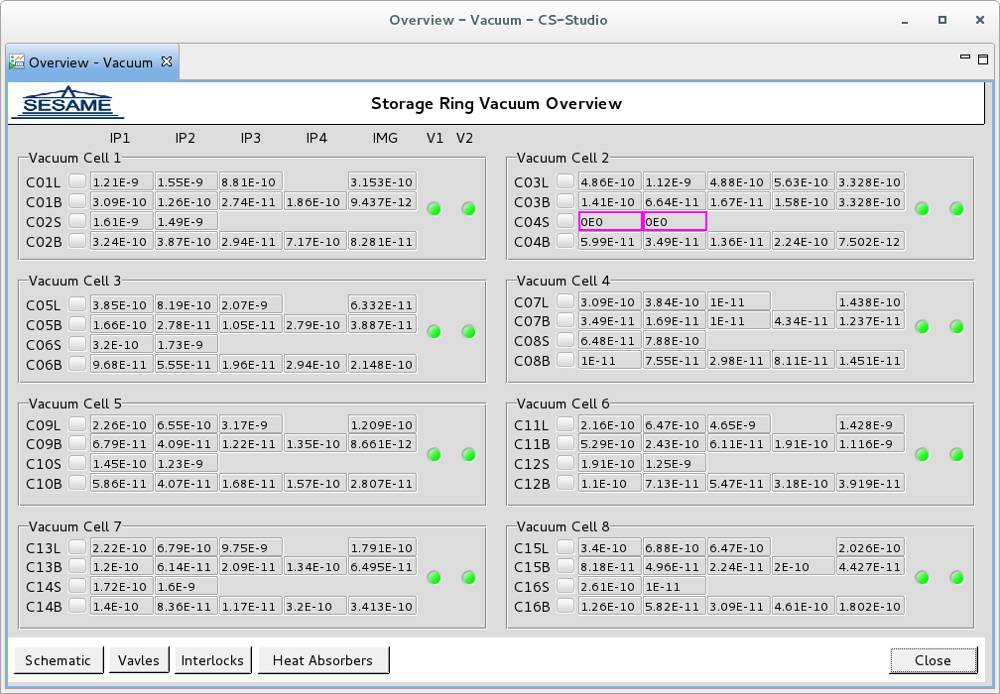 Overview - Vacuum - CS-Studio
Overview - Vacuum
SESAME
Storage Ring Vacuum Overview
IP1 IP2 IP3 IP4 IMG V1 V2
Vacuum Cell 1
C01L 1.21E-9 1.55E-9 8.81E-10 3.153E-10
C01B 3.09E-10 1.26E-10 2.74E-11 1.86E-10 9.437E-12
C02S 1.61E-9 1.49E-9
C02B 3.24E-10 3.87E-10 2.94E-11 7.17E-10 8.281E-11
Vacuum Cell 2
C03L 4.86E-10 1.12E-9 4.88E-10 5.63E-10 3.328E-10
C03B 1.41E-10 6.64E-11 1.67E-11 1.58E-10 3.328E-10
C04S 0E0 0E0
C04B 5.99E-11 3.49E-11 1.36E-11 2.24E-10 7.502E-12
Vacuum Cell 3
C05L 3.85E-10 8.19E-10 2.07E-9 6.332E-11
C05B 1.66E-10 2.78E-11 1.05E-11 2.79E-10 3.887E-11
C06S 3.2E-10 1.73E-9
C06B 9.68E-11 5.55E-11 1.96E-11 2.94E-10 2.148E-10
Vacuum Cell 4
C07L 3.09E-10 3.84E-10 1E-11 1.438E-10
C07B 3.49E-11 1.69E-11 1E-11 4.34E-11 1.237E-11
C08S 6.48E-11 7.88E-10
C08B 1E-11 7.55E-11 2.98E-11 8.11E-11 1.451E-11
Vacuum Cell 5
C09L 2.26E-10 6.55E-10 3.17E-9 1.209E-10
C09B 6.79E-11 4.09E-11 1.22E-11 1.35E-10 8.661E-12
C10S 1.45E-10 1.23E-9
C10B 5.86E-11 4.07E-11 1.68E-11 1.57E-10 2.807E-11
Vacuum Cell 6
C11L 2.16E-10 6.47E-10 4.65E-9 1.428E-9
C11B 5.29E-10 2.43E-10 6.11E-11 1.91E-10 1.116E-9
C12S 1.91E-10 1.25E-9
C12B 1.1E-10 7.13E-11 5.47E-11 3.18E-10 3.919E-11
Vacuum Cell 7
C13L 2.22E-10 6.79E-10 9.75E-9 1.791E-10
C13B 1.2E-10 6.14E-11 2.09E-11 1.34E-10 6.495E-11
C14S 1.72E-10 1.6E-9
C14B 1.4E-10 8.36E-11 1.17E-11 3.2E-10 3.413E-10
Vacuum Cell 8
C15L 3.4E-10 6.88E-10 6.47E-10 2.026E-10
C15B 8.18E-11 4.96E-11 2.24E-11 2E-10 4.427E-11
C16S 2.61E-10 1E-11
C16B 1.26E-10 5.82E-11 3.09E-11 4.61E-10 1.802E-10
Schematic Vavles Interlocks Heat Absorbers Close